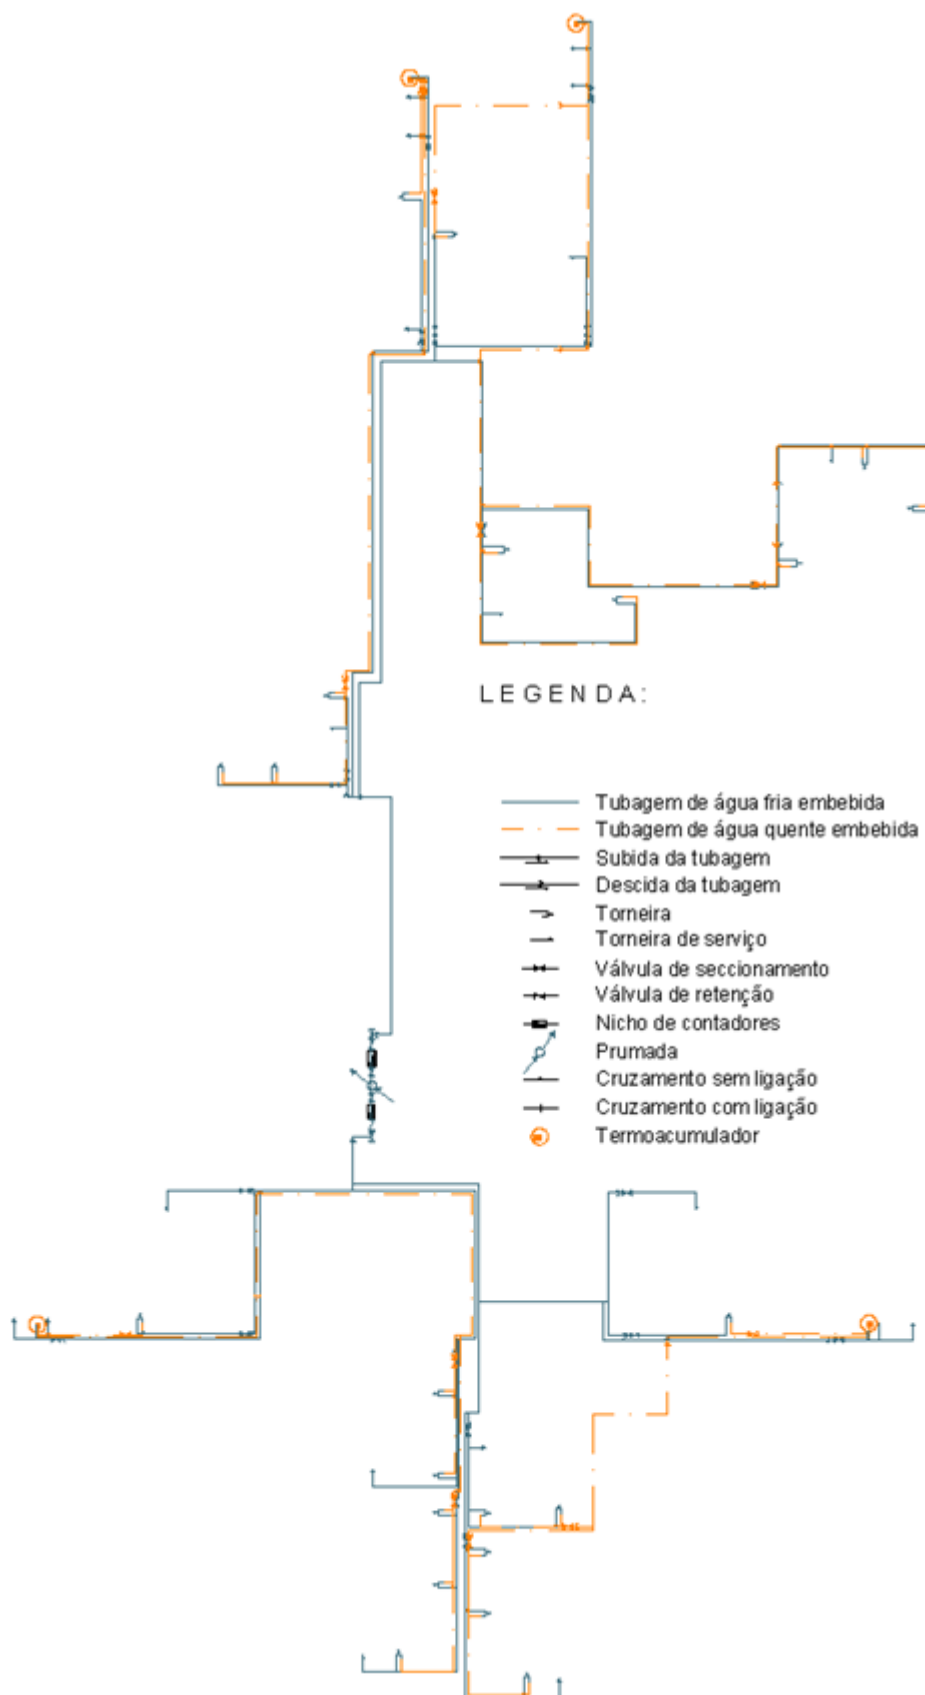 LEGENDA:
Tubagem de água fria embebida
Tubagem de água quente embebida
Subida da tubagem
Descida da tubagem
Torneira
Torneira de serviço
Válvula de seccionamento
Válvula de retenção
Nicho de contadores
Prumada
Cruzamento sem ligação
Cruzamento com ligação
Termoacumulador